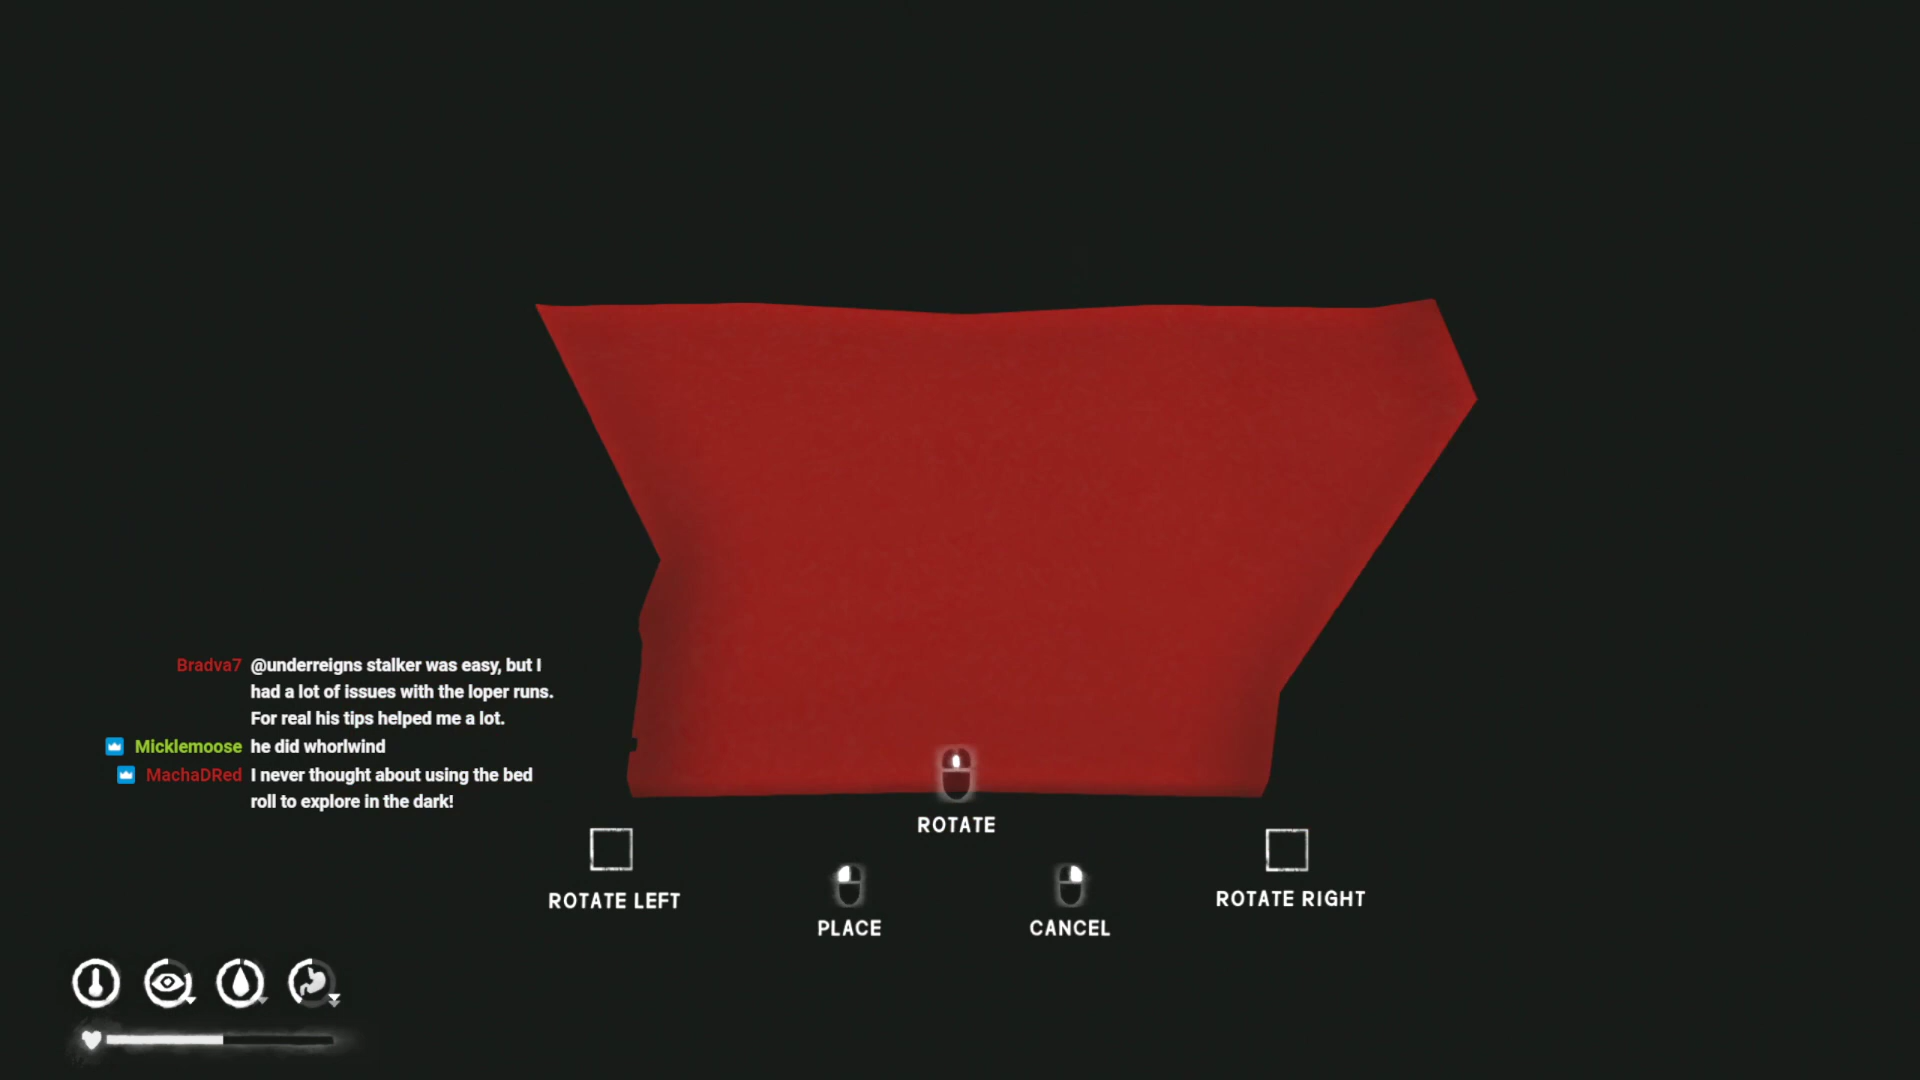 Bradva7 @underreigns stalker was easy, but I
had a lot of issues with the loper runs.
For real his tips helped me a lot.
Micklemoose he did whorlwind
MachaDRed I never thought about using the bed
roll to explore in the dark!
ROTATE
ROTATE LEFT
ROTATE RIGHT
PLACE
CANCEL